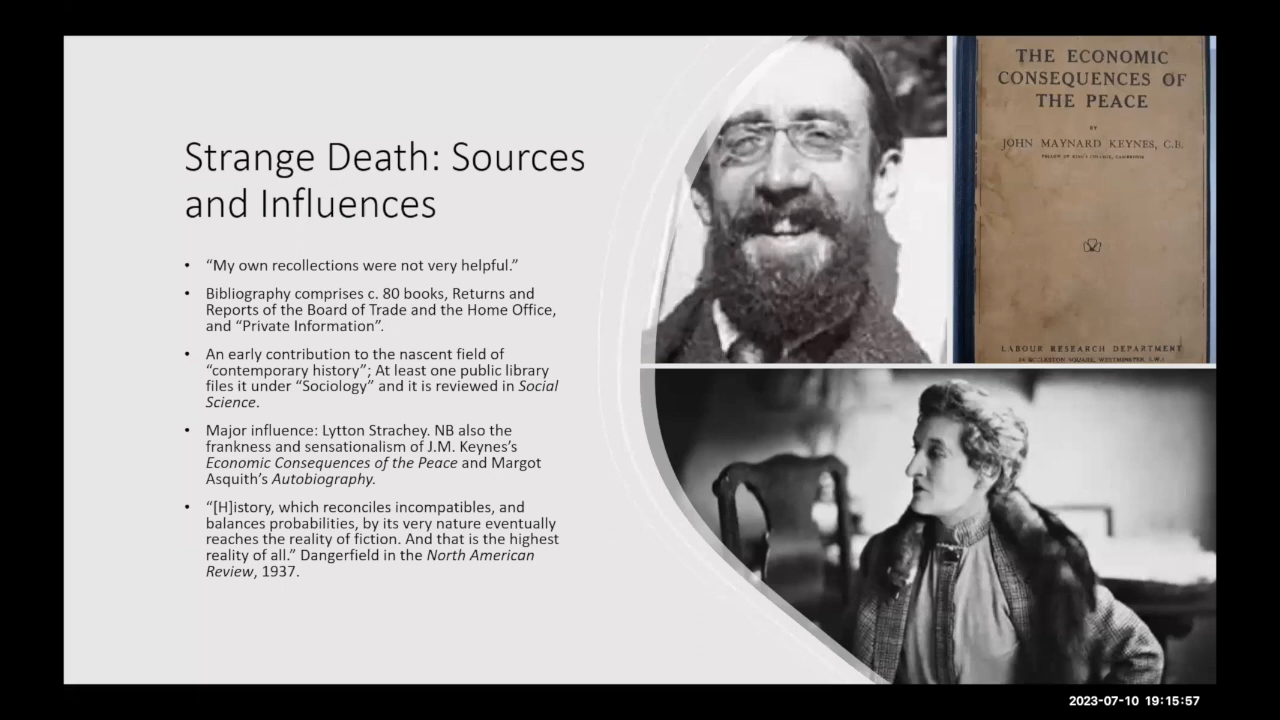 Strange Death: Sources
and Influences
• “My own recollections were not very helpful.”
• Bibliography comprises c. 80 books, Returns and
Reports of the Board of Trade and the Home Office,
and “Private Information”.
• An early contribution to the nascent field of
“contemporary history”; At least one public library
files it under “Sociology” and it is reviewed in Social
Science.
• Major influence: Lytton Strachey. NB also the
frankness and sensationalism of J.M. Keynes’s
Economic Consequences of the Peace and Margot
Asquith’s Autobiography.
• “[H]istory, which reconciles incompatibles, and
balances probabilities, by its very nature eventually
reaches the reality of fiction. And that is the highest
reality of all.” Dangerfield in the North American
Review, 1937.
THE ECONOMIC
CONSEQUENCES OF
THE PEACE
BY
JOHN MAYNARD KEYNES, C.B.
FELLOW OF KING'S COLLEGE, CAMBRIDGE
LABOUR RESEARCH DEPARTMENT
ECCLESTON SQUARE, WESTMINSTER, S.W.1
2023-07-10 19:15:57